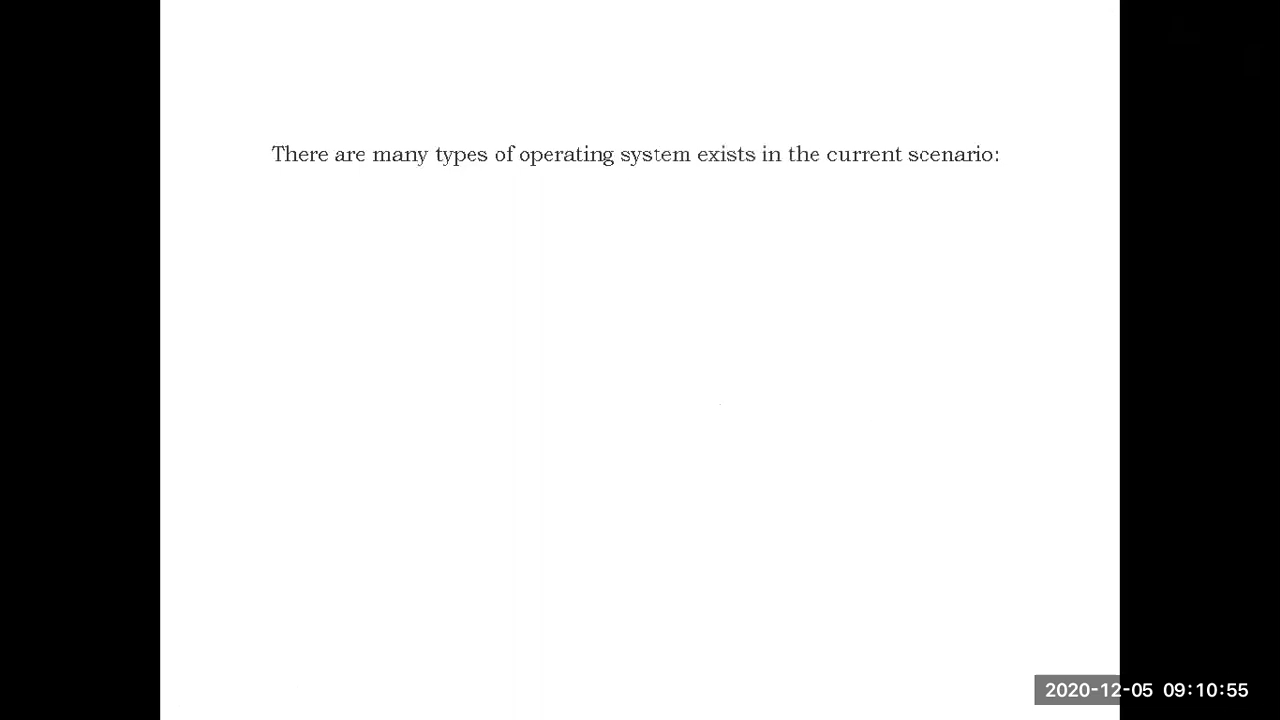 There are many types of operating system exists in the current scenario:
2020-12-05 09:10:55